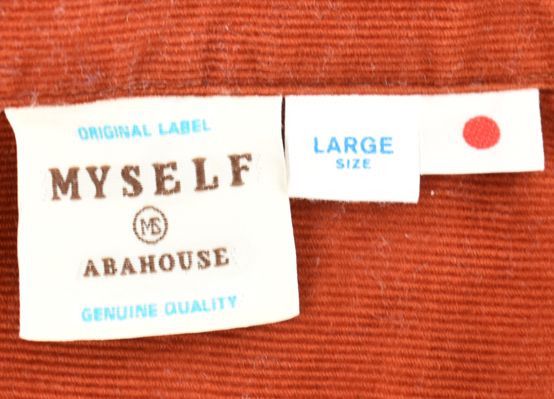 ORIGINAL LABEL
MYSELF
MS
ABAHOUSE
GENUINE QUALITY
LARGE
SIZE